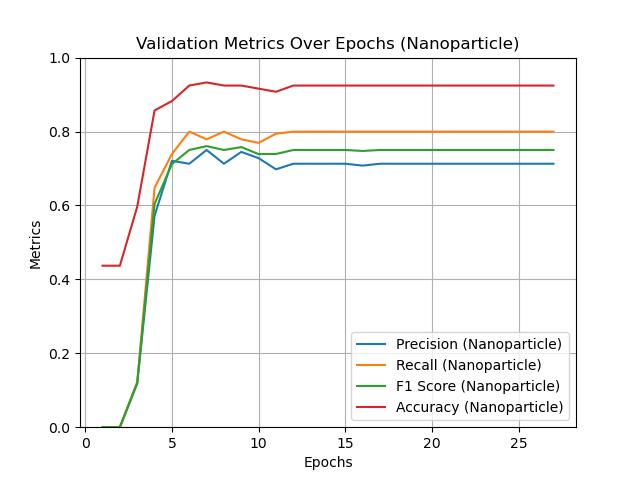 Validation Metrics Over Epochs (Nanoparticle)
1.0
0.8
0.6
0.4
0.2
0.0
Metrics
0 5 10 15 20 25
Epochs
Precision (Nanoparticle)
Recall (Nanoparticle)
F1 Score (Nanoparticle)
Accuracy (Nanoparticle)